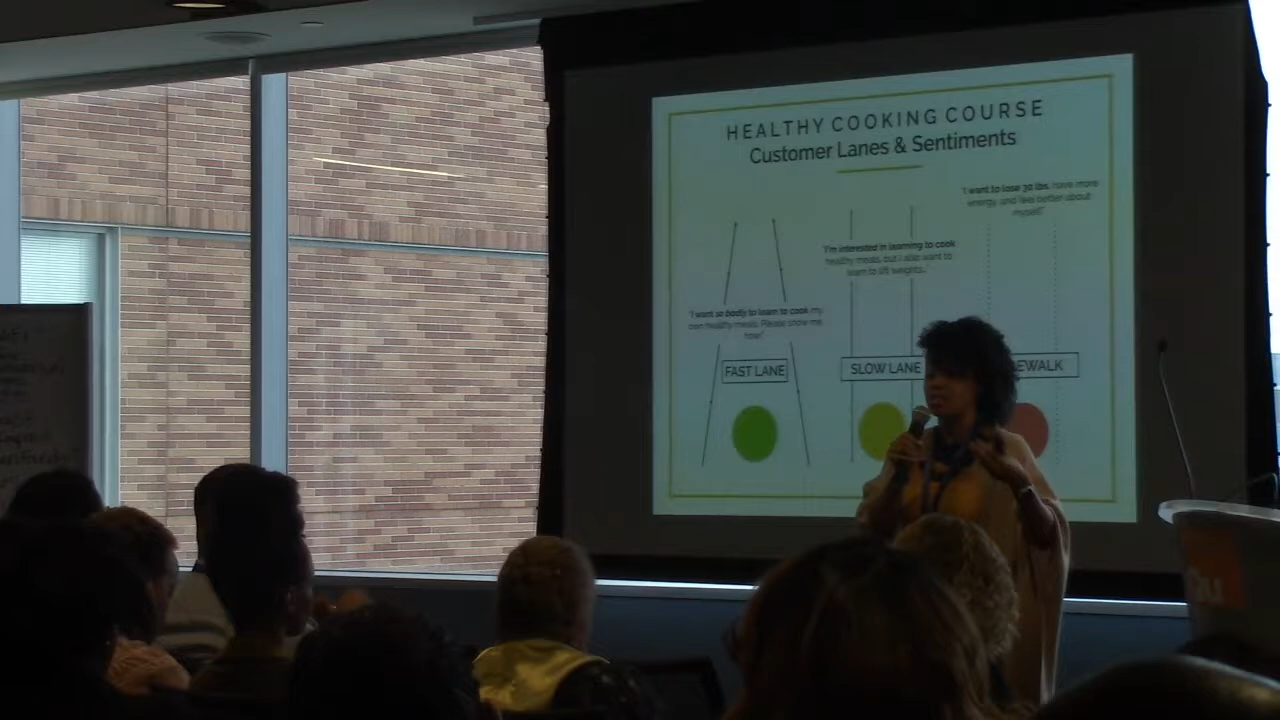 HEALTHY COOKING COURSE
Customer Lanes & Sentiments
"I want to lose 30 lbs, have more
energy, and feel better about
myself"
"I'm interested in learning to cook
healthy meals, but I also want to
learn to lift weights."
"I want so badly to learn to cook my
own healthy meals. Please show me
how!"
FAST LANE
SLOW LANE
EWALK